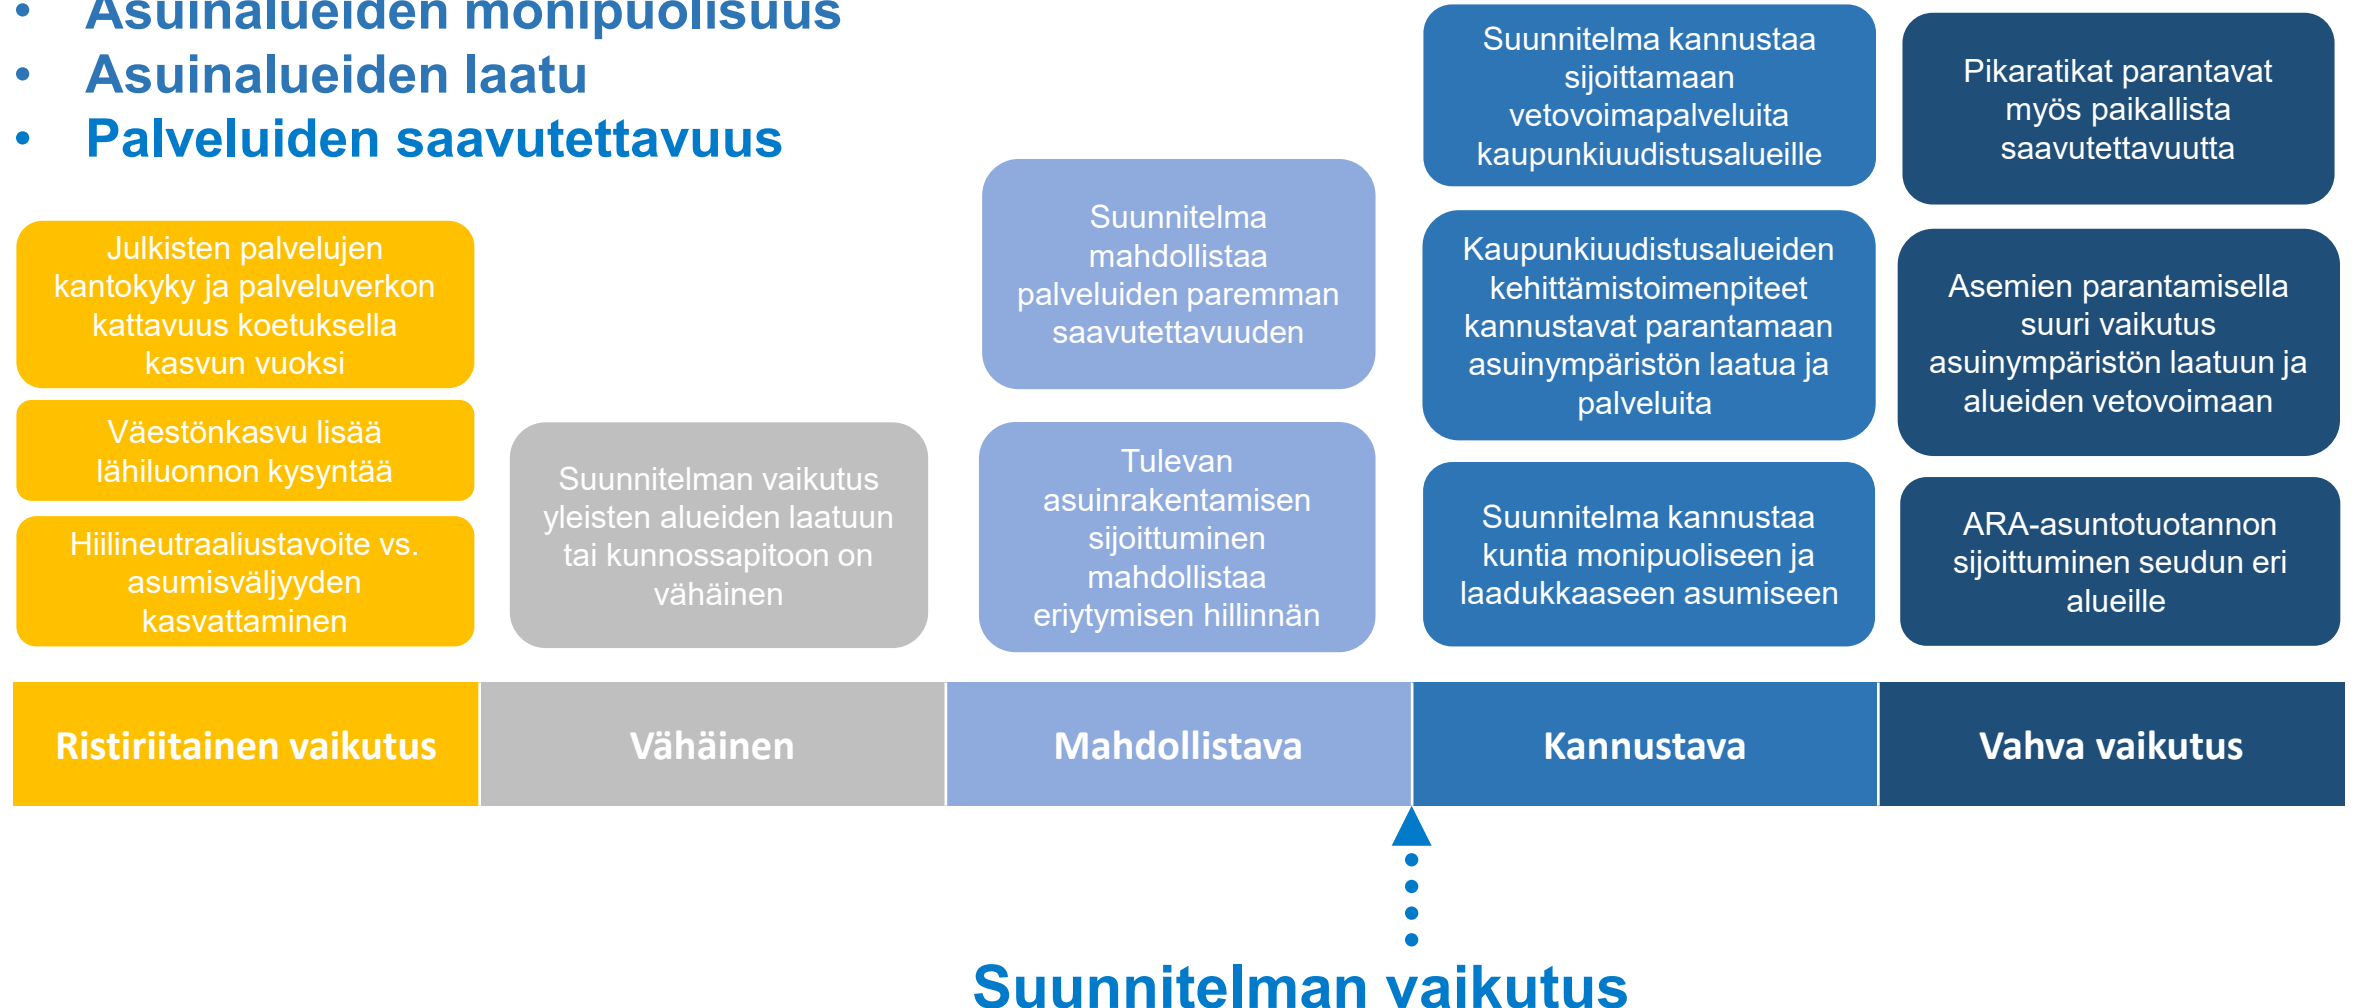 • Asuinalueiden monipuolisuus
• Asuinalueiden laatu
• Palveluiden saavutettavuus
Julkisten palvelujen
kantokyky ja palveluverkon
kattavuus koetuksella
kasvun vuoksi
Väestönkasvu lisää
lähiluonnon kysyntää
Hiilineutraaliustavoite vs.
asumisväljyyden
kasvattaminen
Suunnitelman vaikutus
yleisten alueiden laatuun
tai kunnossapitoon on
vähäinen
Suunnitelma
mahdollistaa
palveluiden paremman
saavutettavuuden
Tulevan
asuinrakentamisen
sijoittuminen
mahdollistaa
eriytymisen hillinnän
Suunnitelma kannustaa
sijoittamaan
vetovoimapalveluita
kaupunkiuudistusalueille
Kaupunkiuudistusalueiden
kehittämistoimenpiteet
kannustavat parantamaan
asuinympäristön laatua ja
palveluita
Suunnitelma kannustaa
kuntia monipuoliseen ja
laadukkaaseen asumiseen
Pikaratikat parantavat
myös paikallista
saavutettavuutta
Asemien parantamisella
suuri vaikutus
asuinympäristön laatuun ja
alueiden vetovoimaan
ARA-asuntotuotannon
sijoittuminen seudun eri
alueille
Ristiriitainen vaikutus
Vähäinen
Mahdollistava
Kannustava
Vahva vaikutus
Suunnitelman vaikutus